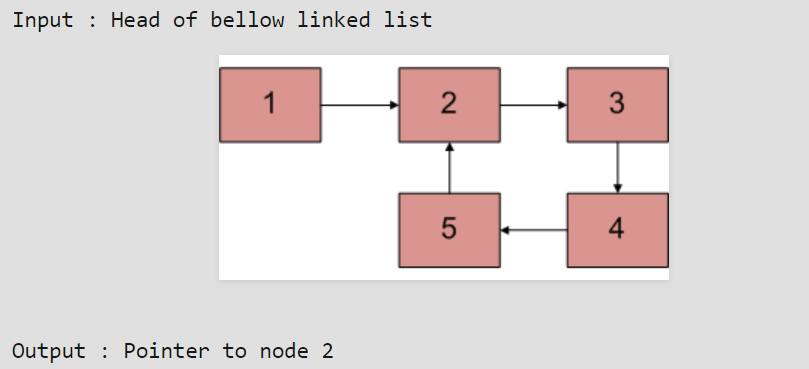 Input : Head of bellow linked list
1 2 3
5 4
Output : Pointer to node 2